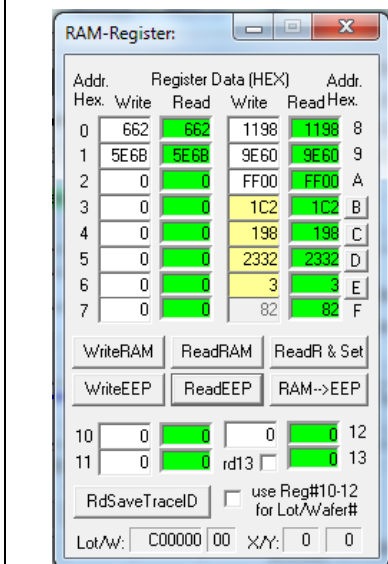 RAM-Register:
Addr. Register Data (HEX) Addr.
Hex. Write Read Write Read Hex.
0 662 662 1198 1198 8
1 5E6B 5E6B 9E60 9E60 9
2 0 0 FF00 FF00 A
3 0 0 1C2 1C2 B
4 0 0 198 198 C
5 0 0 2332 2332 D
6 0 0 3 3 E
7 0 0 82 82 F
WriteRAM ReadRAM ReadR & Set
WriteEEP ReadEEP RAM-->EEP
10 0 0 0 0 12
11 0 0 rd13 0 13
RdSaveTraceID use Reg#10-12
for Lot/Wafer#
Lot/W: C00000 00 X/Y: 0 0